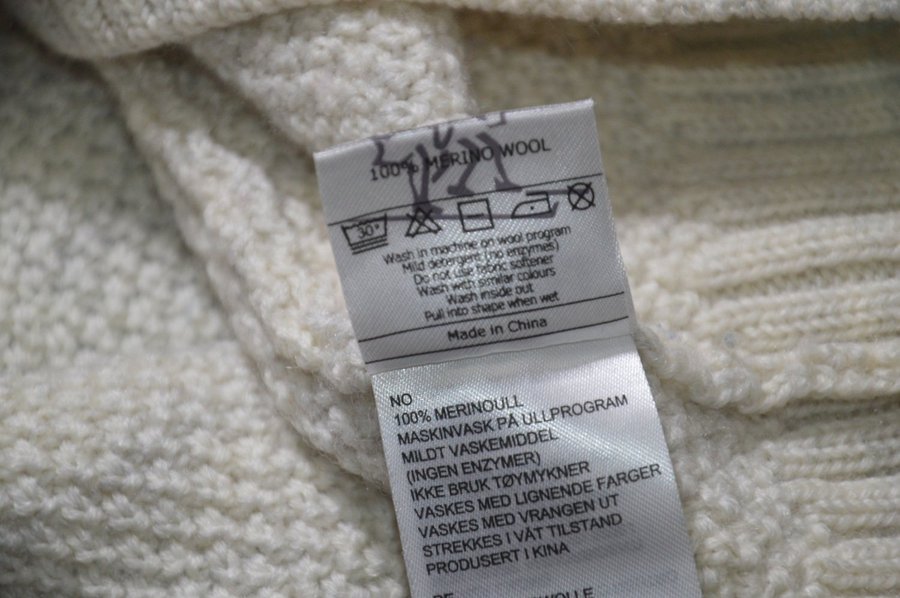 100% MERINO WOOL
30°
Wash in machine on wool program
Mild detergent (no enzymes)
Do not use fabric softener
Wash with similar colours
Wash inside out
Pull into shape when wet
Made in China
NO
100% MERINOULL
MASKINVASK PÅ ULLPROGRAM
MILDT VASKEMIDDEL
(INGEN ENZYMER)
IKKE BRUK TØYMYKNER
VASKES MED LIGNENDE FARGER
VASKES MED VRANGEN UT
STREKKES I VÅT TILSTAND
PRODUSERT I KINA